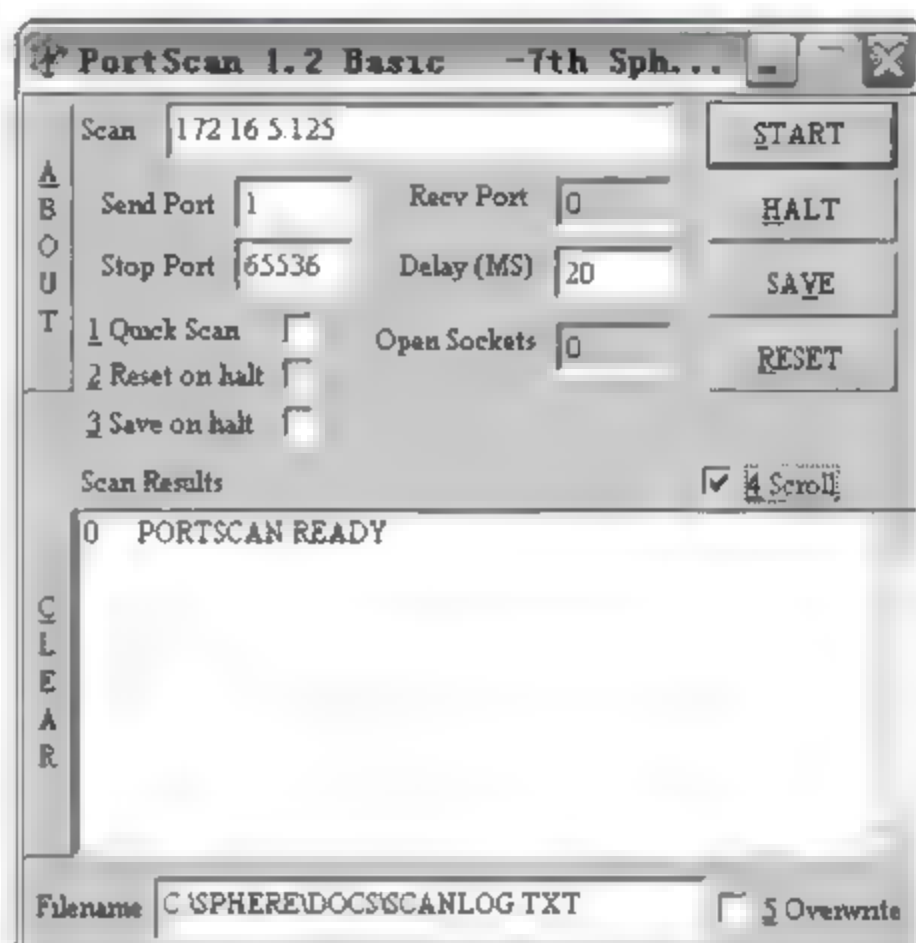 PortScan 1.2 Basic -7th Sph...
Scan 172 16 5.125
START
Send Port 1 Recv Port 0
HALT
Stop Port 65536 Delay (MS) 20
SAVE
1 Quick Scan Open Sockets 0
RESET
2 Reset on halt
3 Save on halt
Scan Results 4 Scroll
0 PORTSCAN READY
ABOUT
CLEAR
Filename C \SPHERE\DOCS\SCANLOG TXT 5 Overwrite